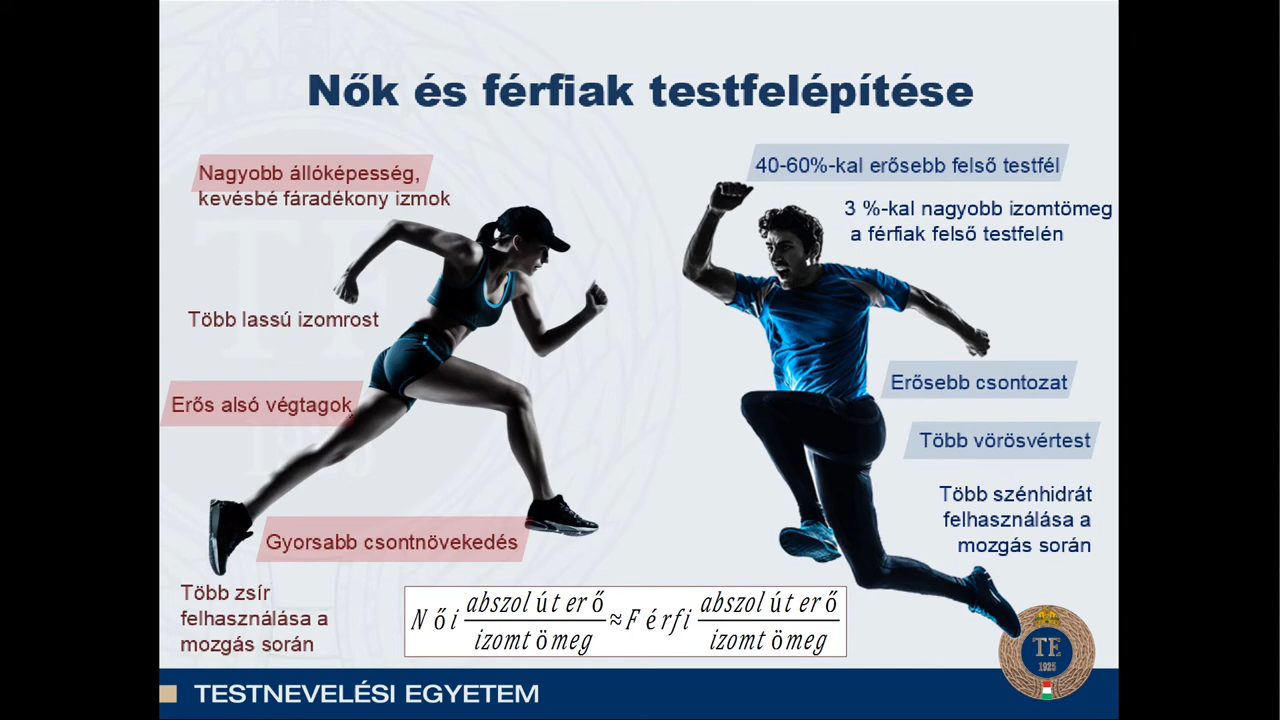 Nők és férfiak testfelépítése
Nagyobb állóképesség,
kevésbé fáradékony izmok
Több lassú izomrost
Erős alsó végtagok
Gyorsabb csontnövekedés
Több zsír
felhasználása a
mozgás során
40-60%-kal erősebb felső testfél
3 %-kal nagyobb izomtömeg
a férfiak felső testfelén
Erősebb csontozat
Több vörösvértest
Több szénhidrát
felhasználása a
mozgás során
Női abszolút erő / izomtömeg ≈ Férfi abszolút erő / izomtömeg
TESTNEVELÉSI EGYETEM
TE
1925